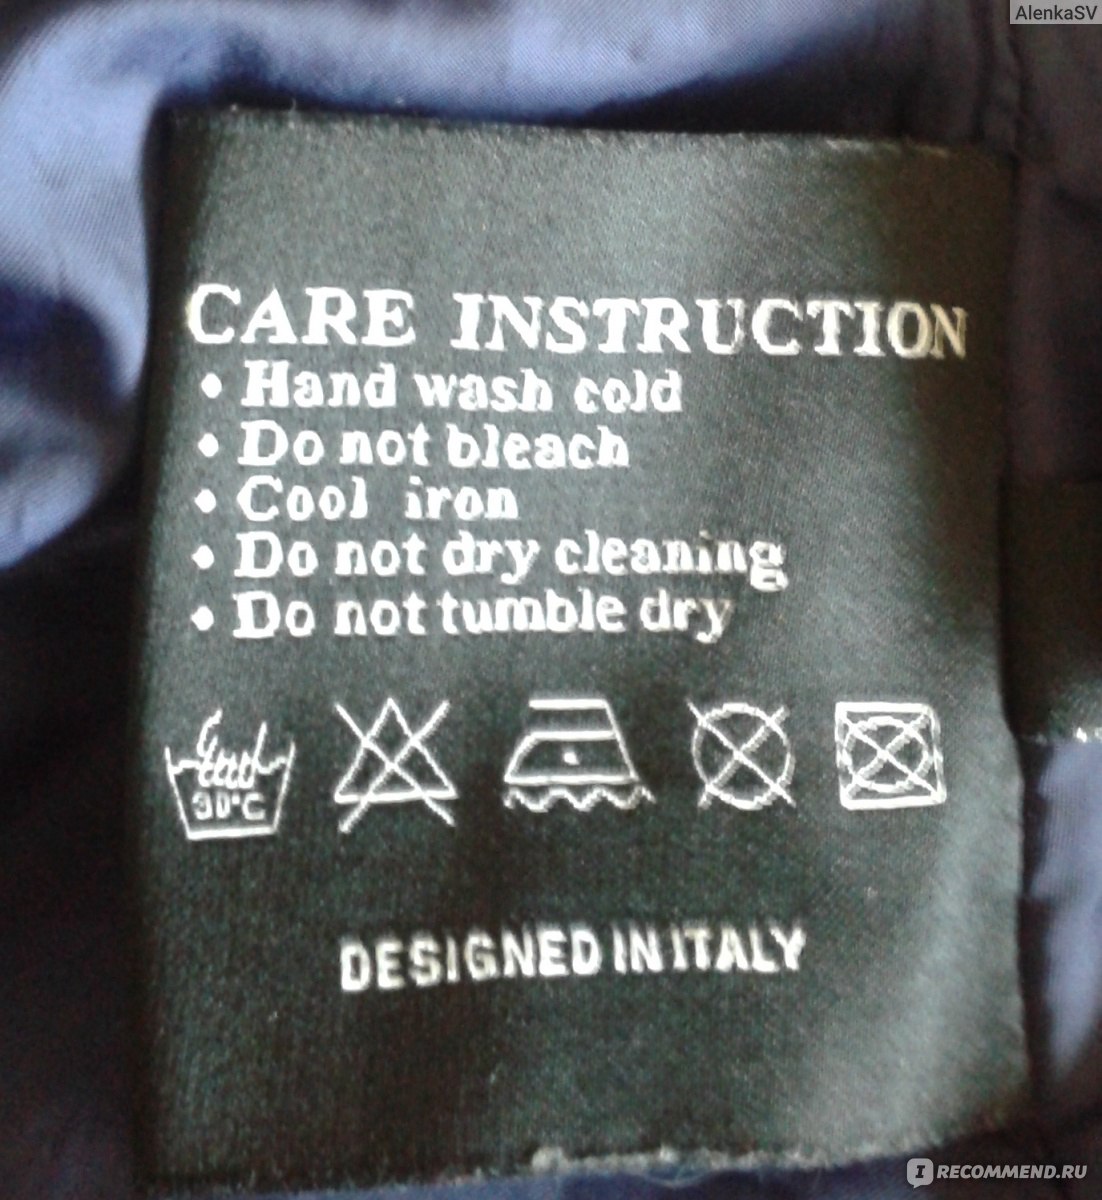 AlenkaSV
CARE INSTRUCTION
• Hand wash cold
• Do not bleach
• Cool iron
• Do not dry cleaning
• Do not tumble dry
30°C
DESIGNED IN ITALY
I RECOMMEND.RU